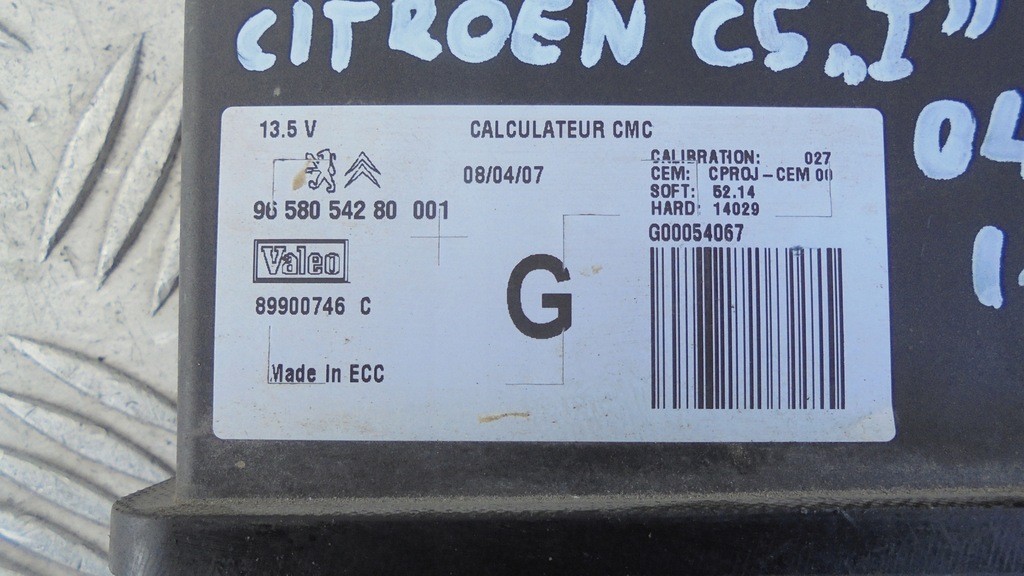 CITROEN C5 „I”
04
13.5 V
CALCULATEUR CMC
08/04/07
96 580 542 80 001
Valeo
89900746 C
Made In ECC
G
CALIBRATION: 027
CEM: CPROJ-CEM 00
SOFT: 52.14
HARD: 14029
G00054067